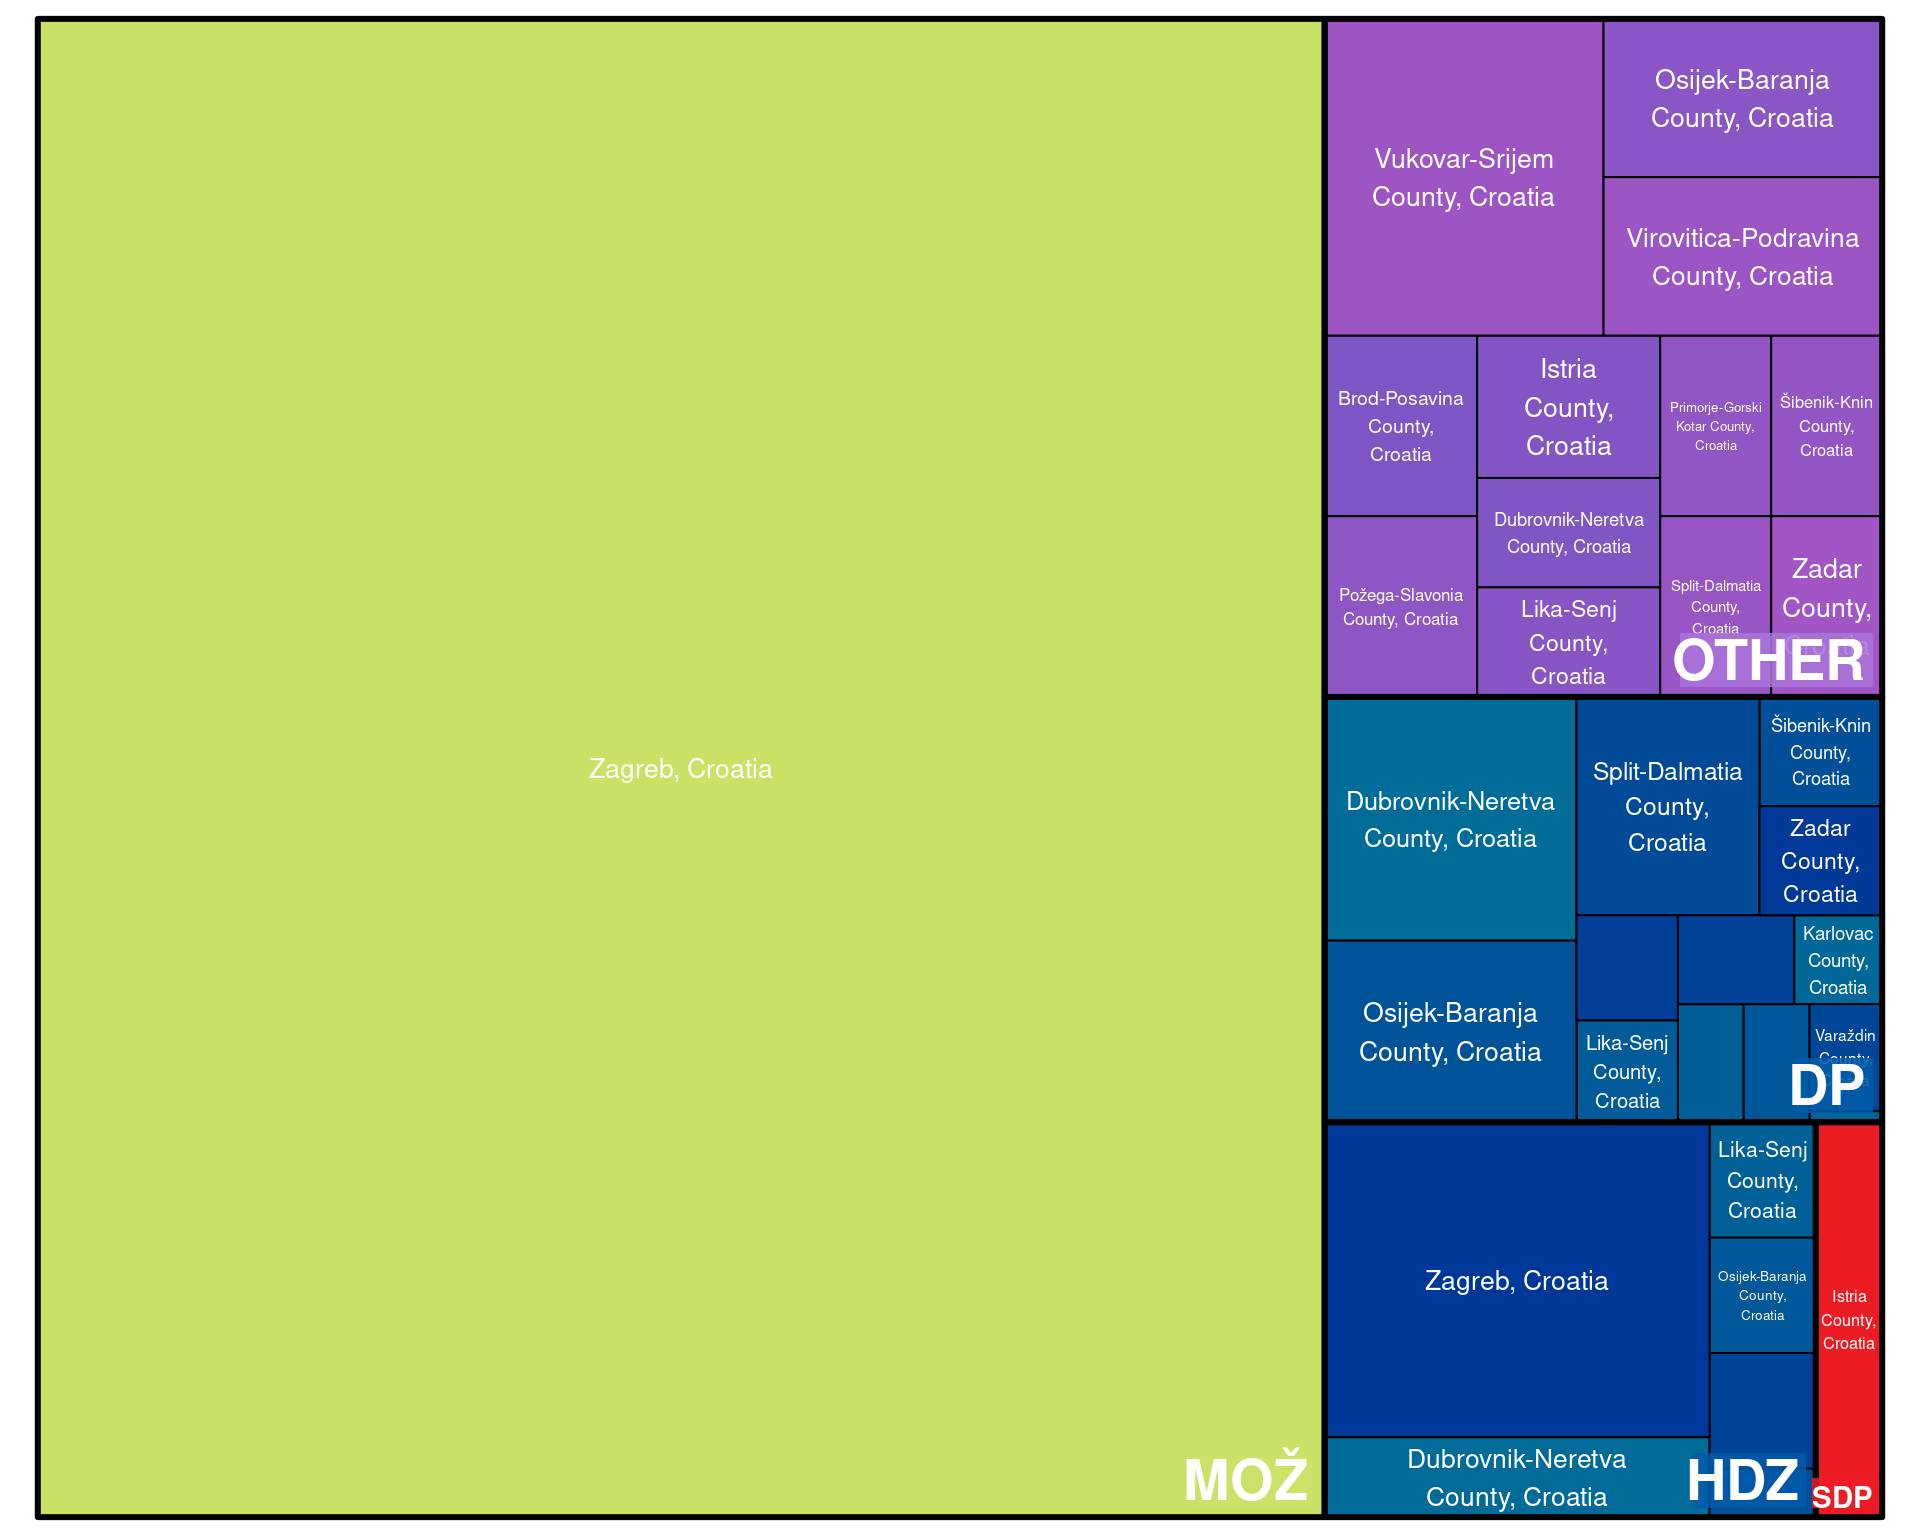 Zagreb, Croatia
MOŽ
Vukovar-Srijem
County, Croatia
Osijek-Baranja
County, Croatia
Virovitica-Podravina
County, Croatia
Brod-Posavina
County,
Croatia
Istria
County,
Croatia
Primorje-Gorski
Kotar County,
Croatia
Šibenik-Knin
County,
Croatia
Dubrovnik-Neretva
County, Croatia
Požega-Slavonia
County, Croatia
Lika-Senj
County,
Croatia
Split-Dalmatia
County,
Croatia
Zadar
County,
Croatia
OTHER
Dubrovnik-Neretva
County, Croatia
Split-Dalmatia
County,
Croatia
Šibenik-Knin
County,
Croatia
Zadar
County,
Croatia
Osijek-Baranja
County, Croatia
Karlovac
County,
Croatia
Lika-Senj
County,
Croatia
Varaždin
County,
DP
Zagreb, Croatia
Lika-Senj
County,
Croatia
Osijek-Baranja
County,
Croatia
Dubrovnik-Neretva
County, Croatia
HDZ
Istria
County,
Croatia
SDP